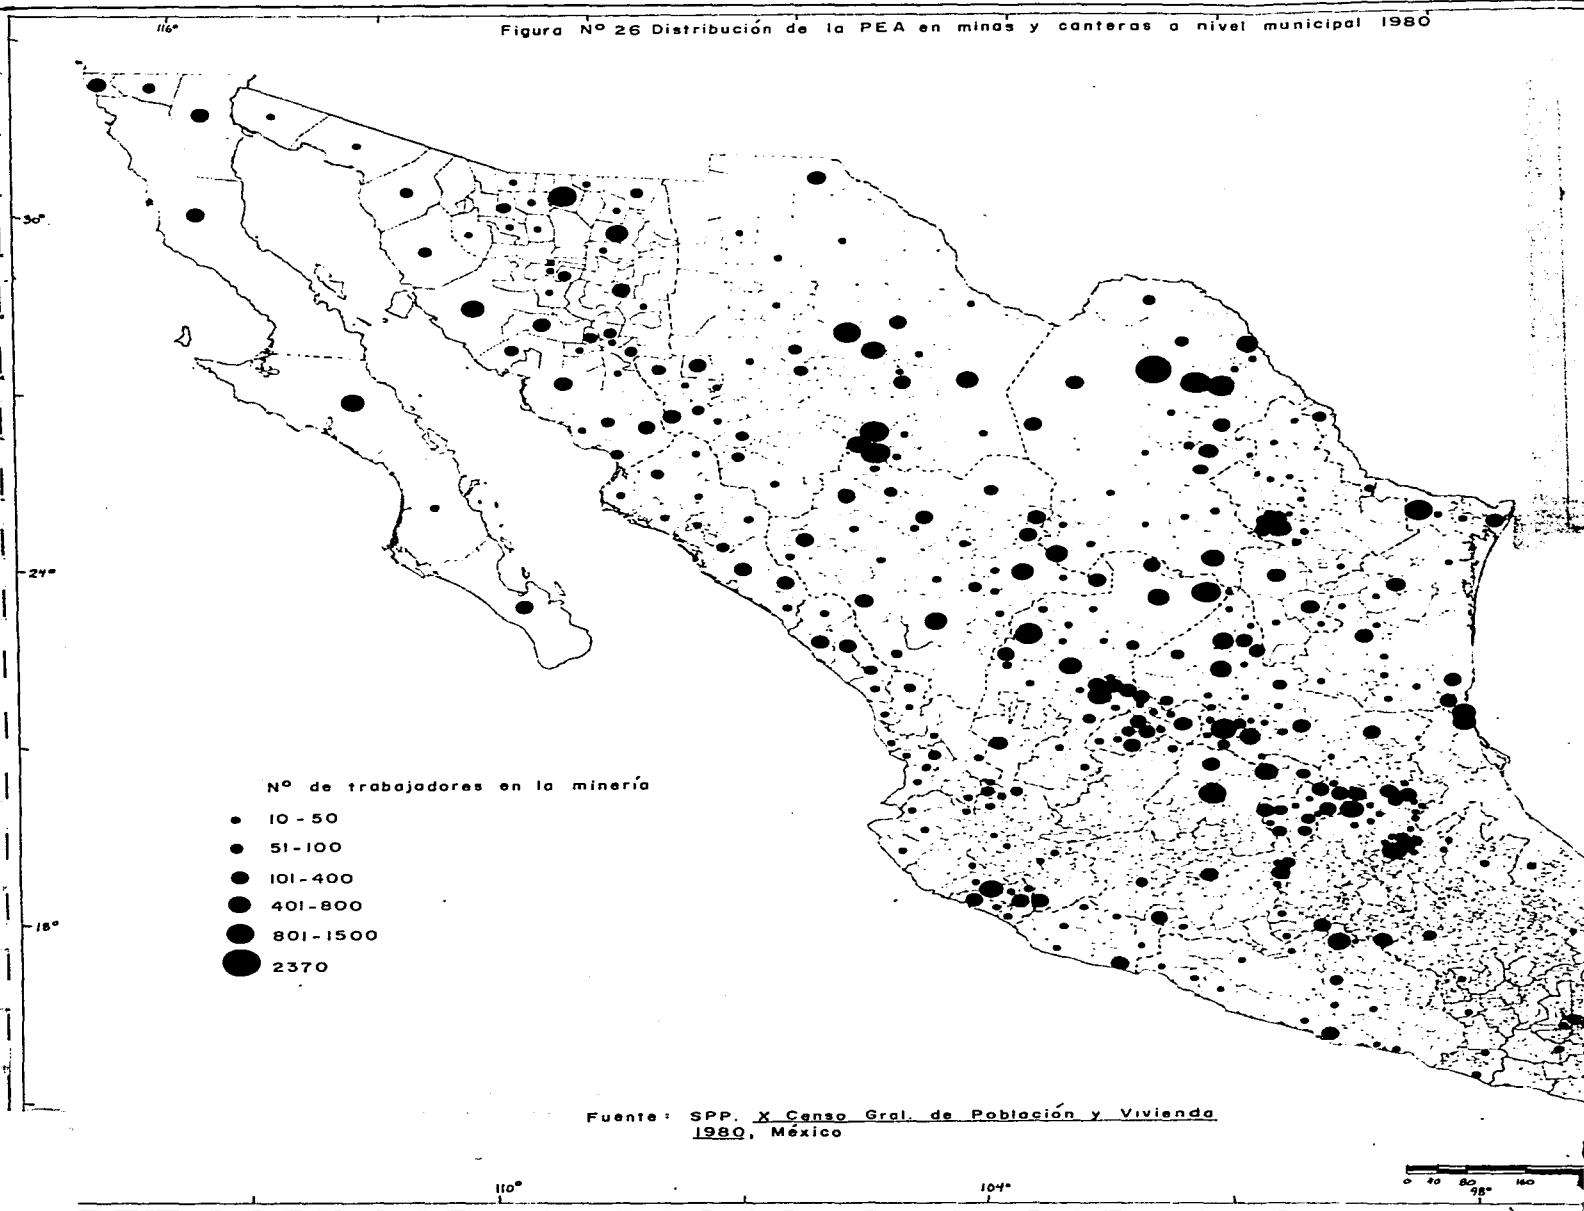 116°
Figura Nº 26 Distribución de la PEA en minas y canteras a nivel municipal 1980
30°
24°
18°
Nº de trabajadores en la minería
10-50
51-100
101-400
401-800
801-1500
2370
Fuente: SPP. X Censo Gral. de Población y Vivienda
1980, México
0 40 80 160
110°
104°
98°